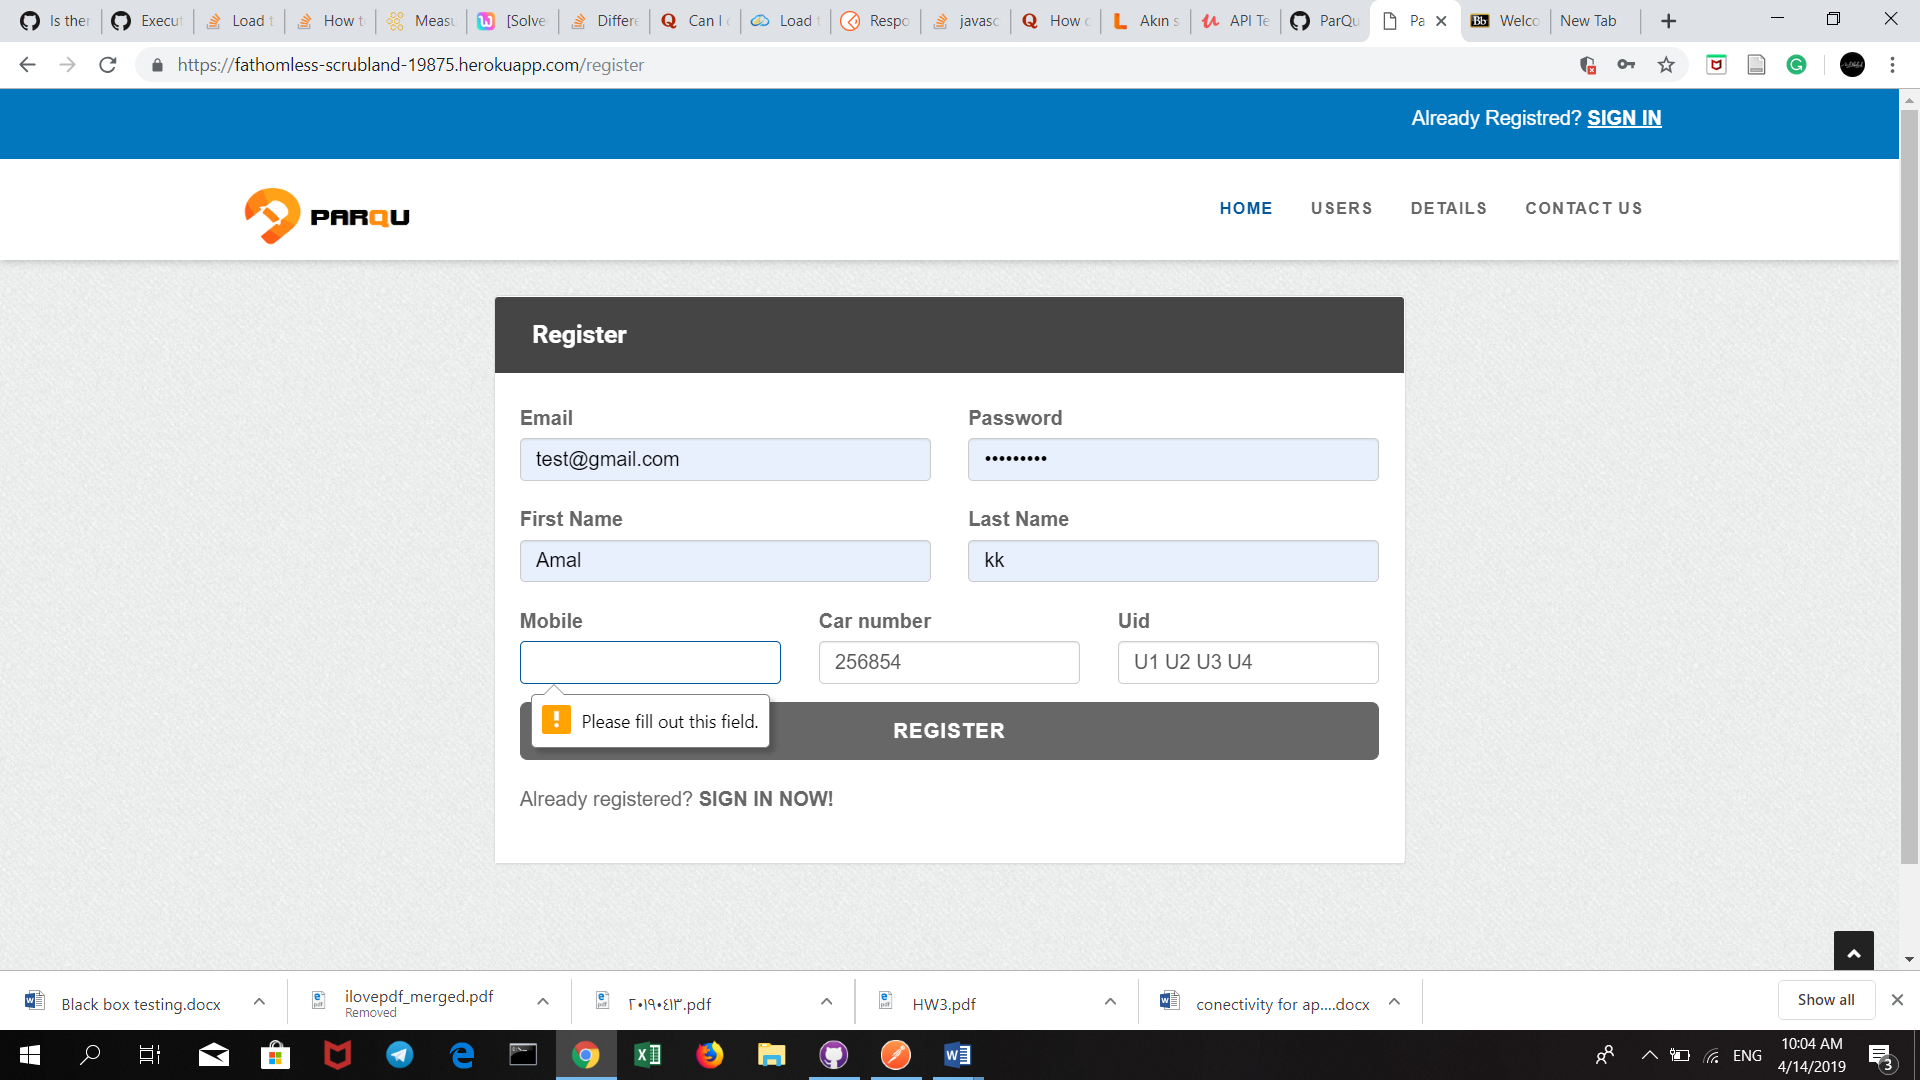 Is ther
Execut
Load t
How t
Measu
[Solve
Differe
Can I
Load t
Respo
javasc
How c
Akın s
API Te
ParQu
Pa
Welco
New Tab
https://fathomless-scrubland-19875.herokuapp.com/register
Already Registred? SIGN IN
PARQU
HOME USERS DETAILS CONTACT US
Register
Email Password
test@gmail.com •••••••••
First Name Last Name
Amal kk
Mobile Car number Uid
256854 U1 U2 U3 U4
Please fill out this field.
REGISTER
Already registered? SIGN IN NOW!
Black box testing.docx
ilovepdf_merged.pdf
Removed
٢٠١٩٠٤١٣.pdf
HW3.pdf
conectivity for ap....docx
Show all
ENG
10:04 AM
4/14/2019
3